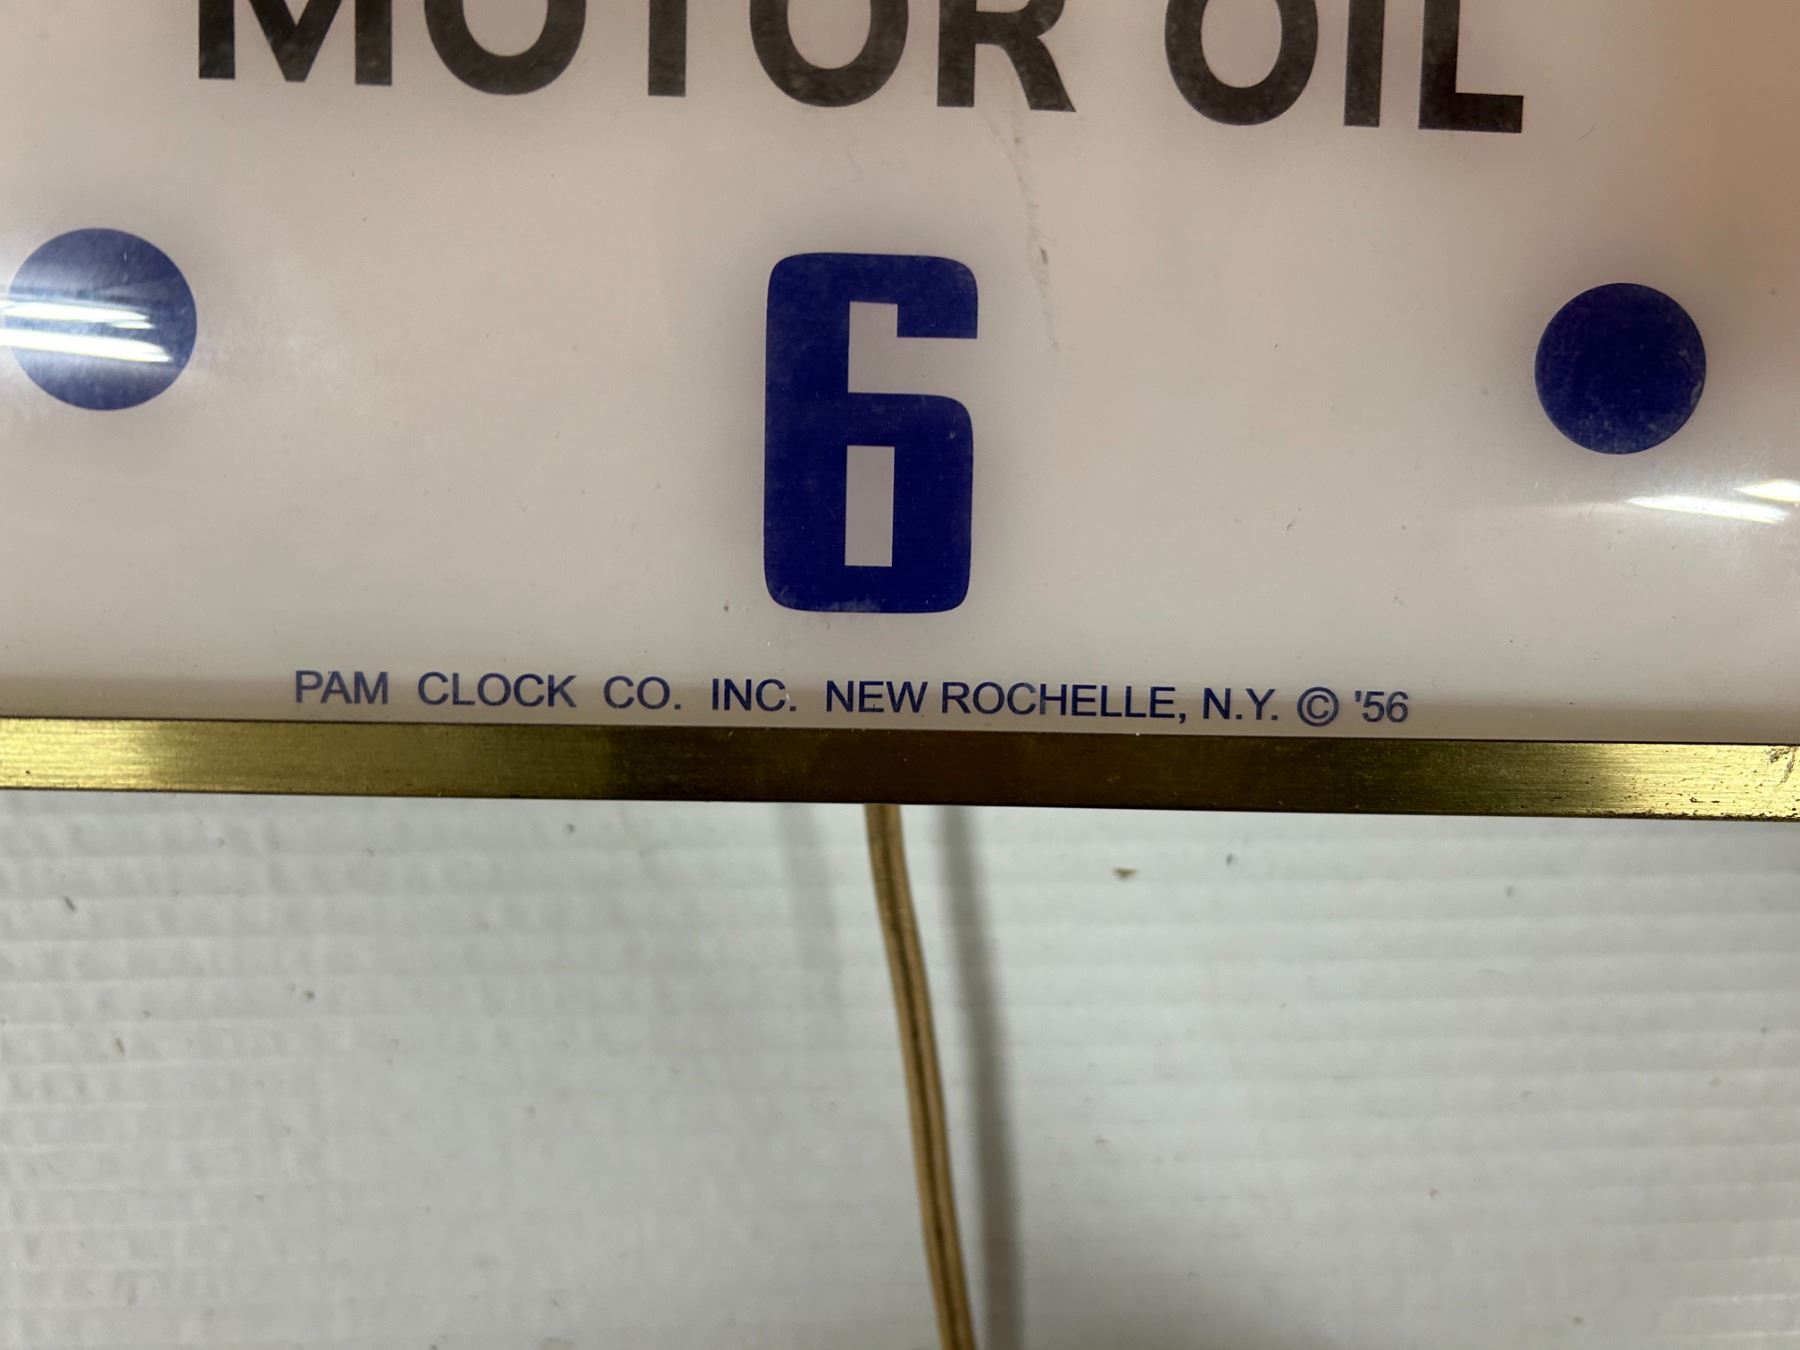 MOTOR OIL
6
PAM CLOCK CO. INC. NEW ROCHELLE, N.Y. © '56